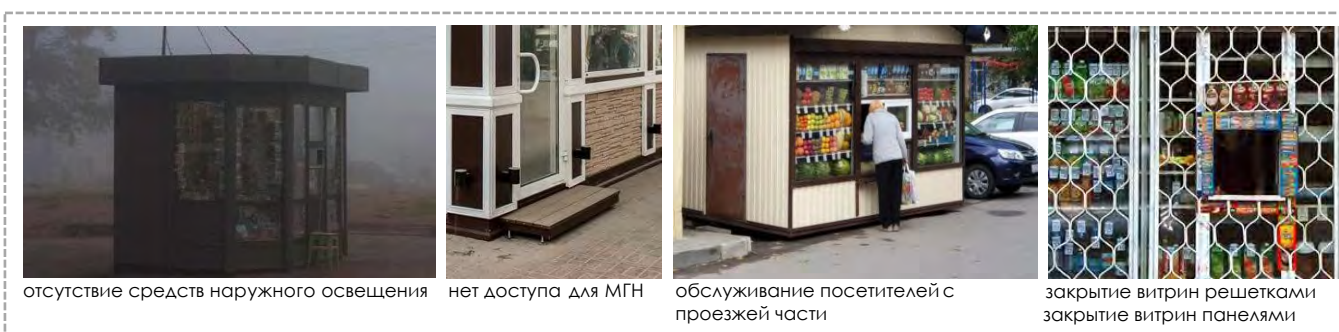 отсутствие средств наружного освещения
нет доступа для МГН
обслуживание посетителей с
проезжей части
закрытие витрин решетками
закрытие витрин панелями